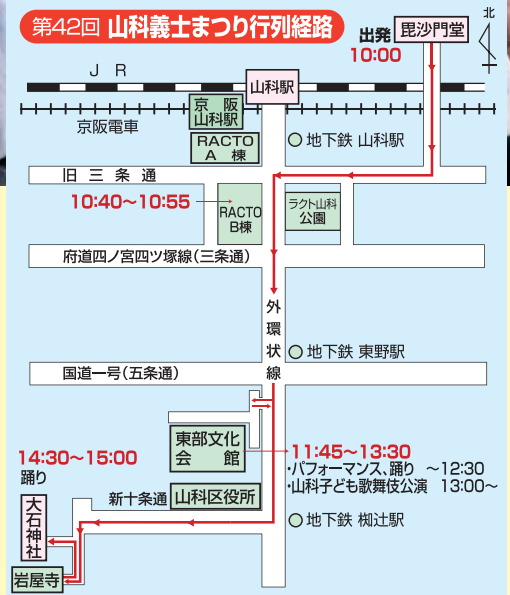 第42回 山科義士まつり行列経路
北
出発
10:00
毘沙門堂
JR
山科駅
京阪
山科駅
京阪電車
RACTO
A 棟
地下鉄 山科駅
旧三条通
10:40～10:55
RACTO
B棟
ラクト山科
公園
府道四ノ宮四ツ塚線(三条通)
外環状線
地下鉄 東野駅
国道一号(五条通)
東部文化
会館
11:45～13:30
・パフォーマンス、踊り ～12:30
・山科子ども歌舞伎公演 13:00～
14:30～15:00
踊り
新十条通
山科区役所
大石神社
地下鉄 椥辻駅
岩屋寺